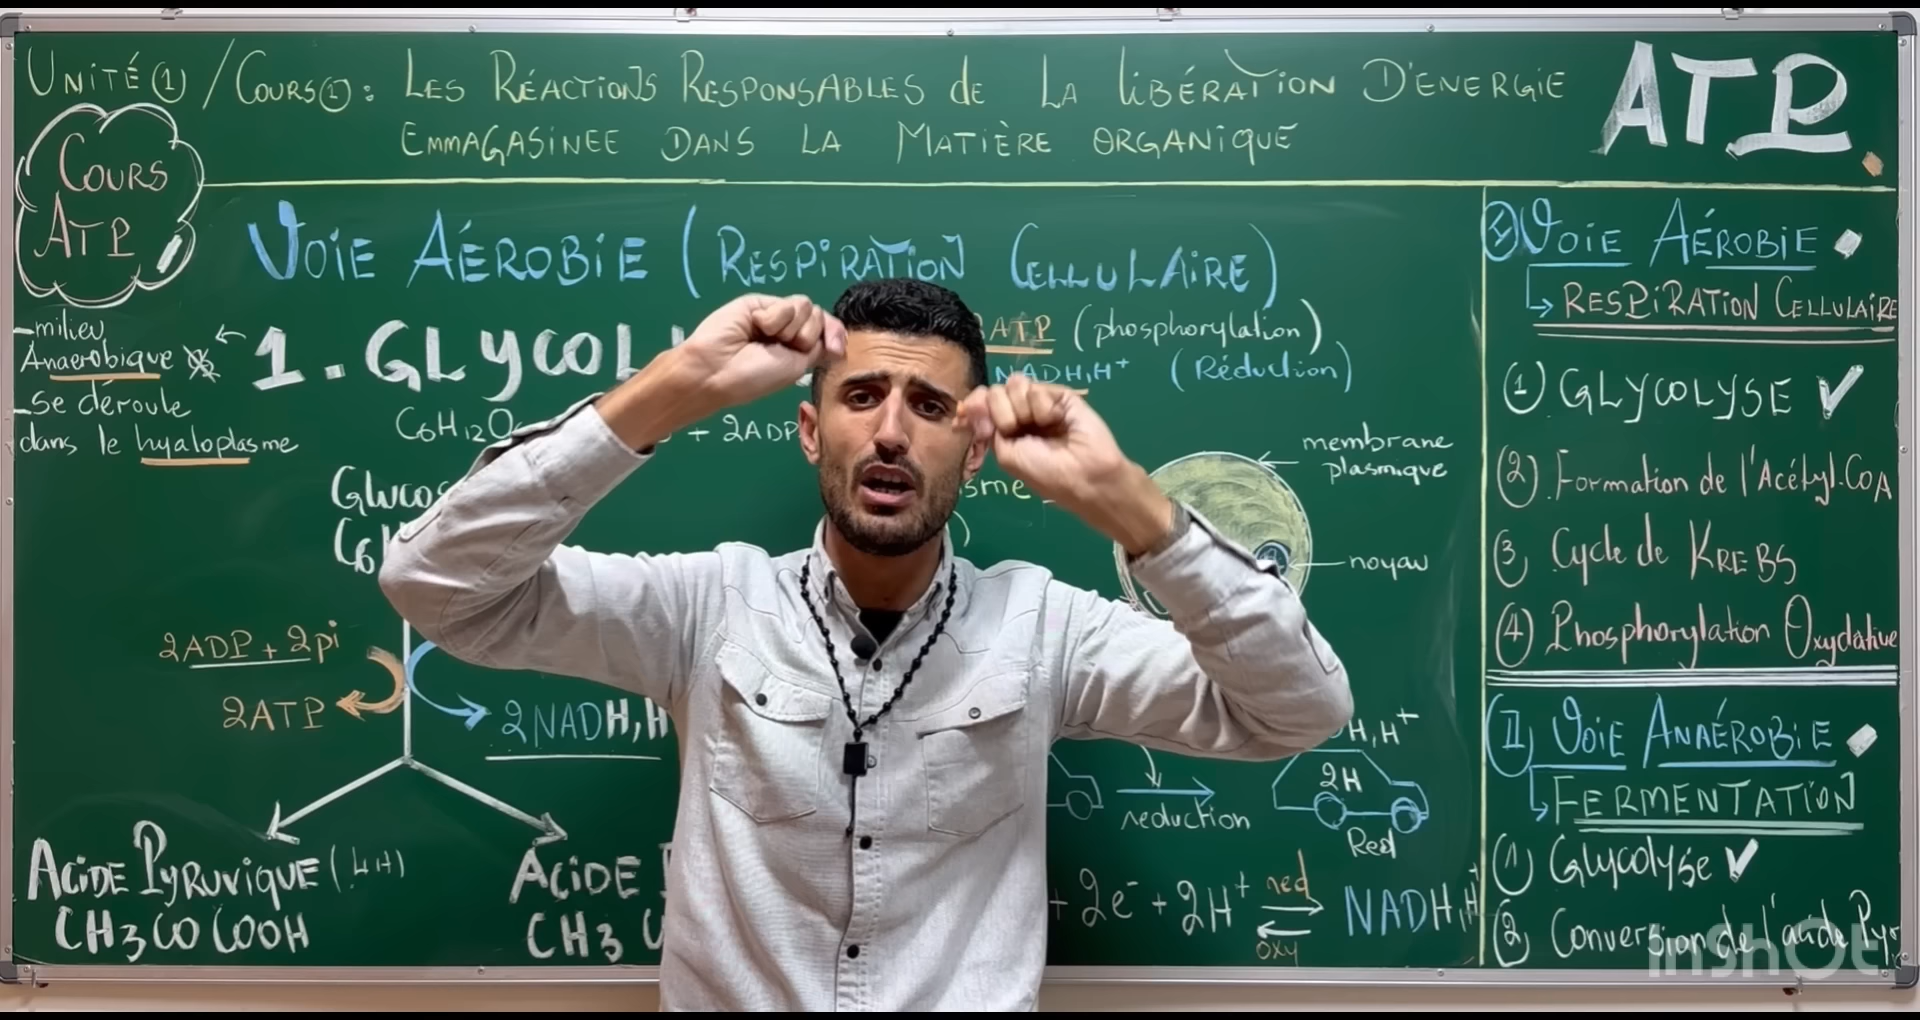 UNITÉ(1) / COURS(1): LES RÉACTIONS RESPONSABLES de LA LIBÉRATION D'ENERGIE
EMMAGASINEE DANS LA MATIÈRE ORGANIQUE
ATP
COURS
ATP
VOIE AÉROBIE (RESPIRATION CELLULAIRE)
-milieu
Anaerobique
-se déroule
dans le hyaloplasme
1. GLYCOL
ATP (phosphorylation)
NADH,H+ (Réduction)
C6H12O6 + 2ADP
Glucos
C6
2ADP + 2pi
2ATP
2NADH,H
ACIDE PYRUVIQUE (4H)
CH3COCOOH
ACIDE
CH3
membrane
plasmique
noyau
H,H+
2H
reduction
Red
+ 2e- + 2H+ red NADH,H+
oxy
I) VOIE AÉROBIE
RESPIRATION CELLULAIRE
1) GLYCOLYSE ✓
2) Formation de l'Acétyl.CoA
3) Cycle de KREBS
4) Phosphorylation Oxydative
II) VOIE ANAÉROBIE
FERMENTATION
1) Glycolyse ✓
2) Conversion de l'acide Pyr
InShOt